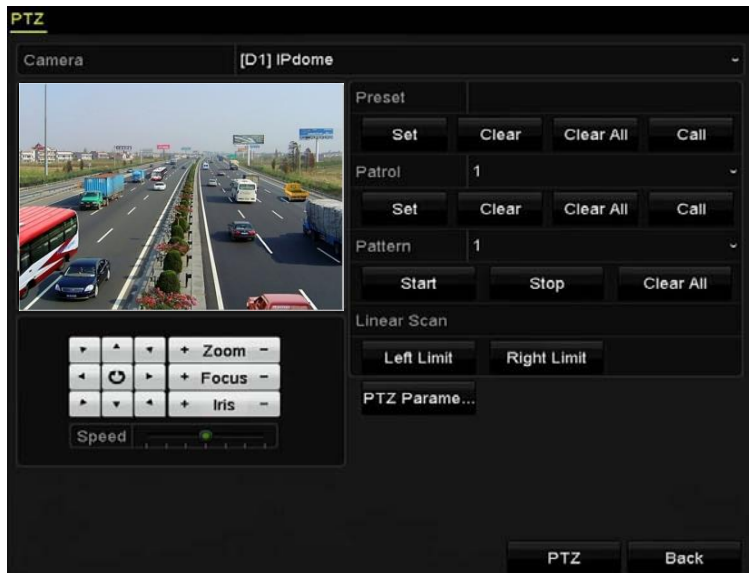 PTZ
Camera [D1] IPdome
Preset
Set Clear Clear All Call
Patrol 1
Set Clear Clear All Call
Pattern 1
Start Stop Clear All
Linear Scan
Left Limit Right Limit
PTZ Parame...
+ Zoom -
+ Focus -
+ Iris -
Speed
PTZ Back